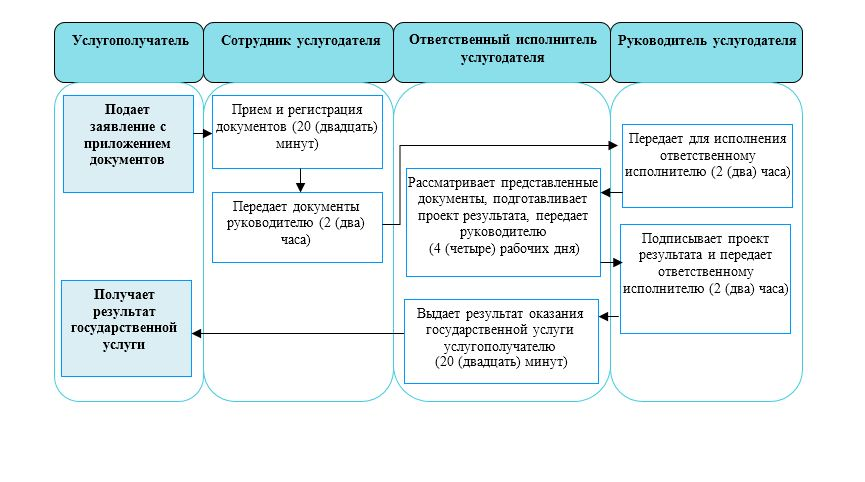 Услугополучатель
Сотрудник услугодателя
Ответственный исполнитель
услугодателя
Руководитель услугодателя
Подает
заявление с
приложением
документов
Прием и регистрация
документов (20 (двадцать)
минут)
Передает документы
руководителю (2 (два)
часа)
Передает для исполнения
ответственному
исполнителю (2 (два) часа)
Рассматривает представленные
документы, подготавливает
проект результата, передает
руководителю
(4 (четыре) рабочих дня)
Подписывает проект
результата и передает
ответственному
исполнителю (2 (два) часа)
Выдает результат оказания
государственной услуги
услугополучателю
(20 (двадцать) минут)
Получает
результат
государственной
услуги